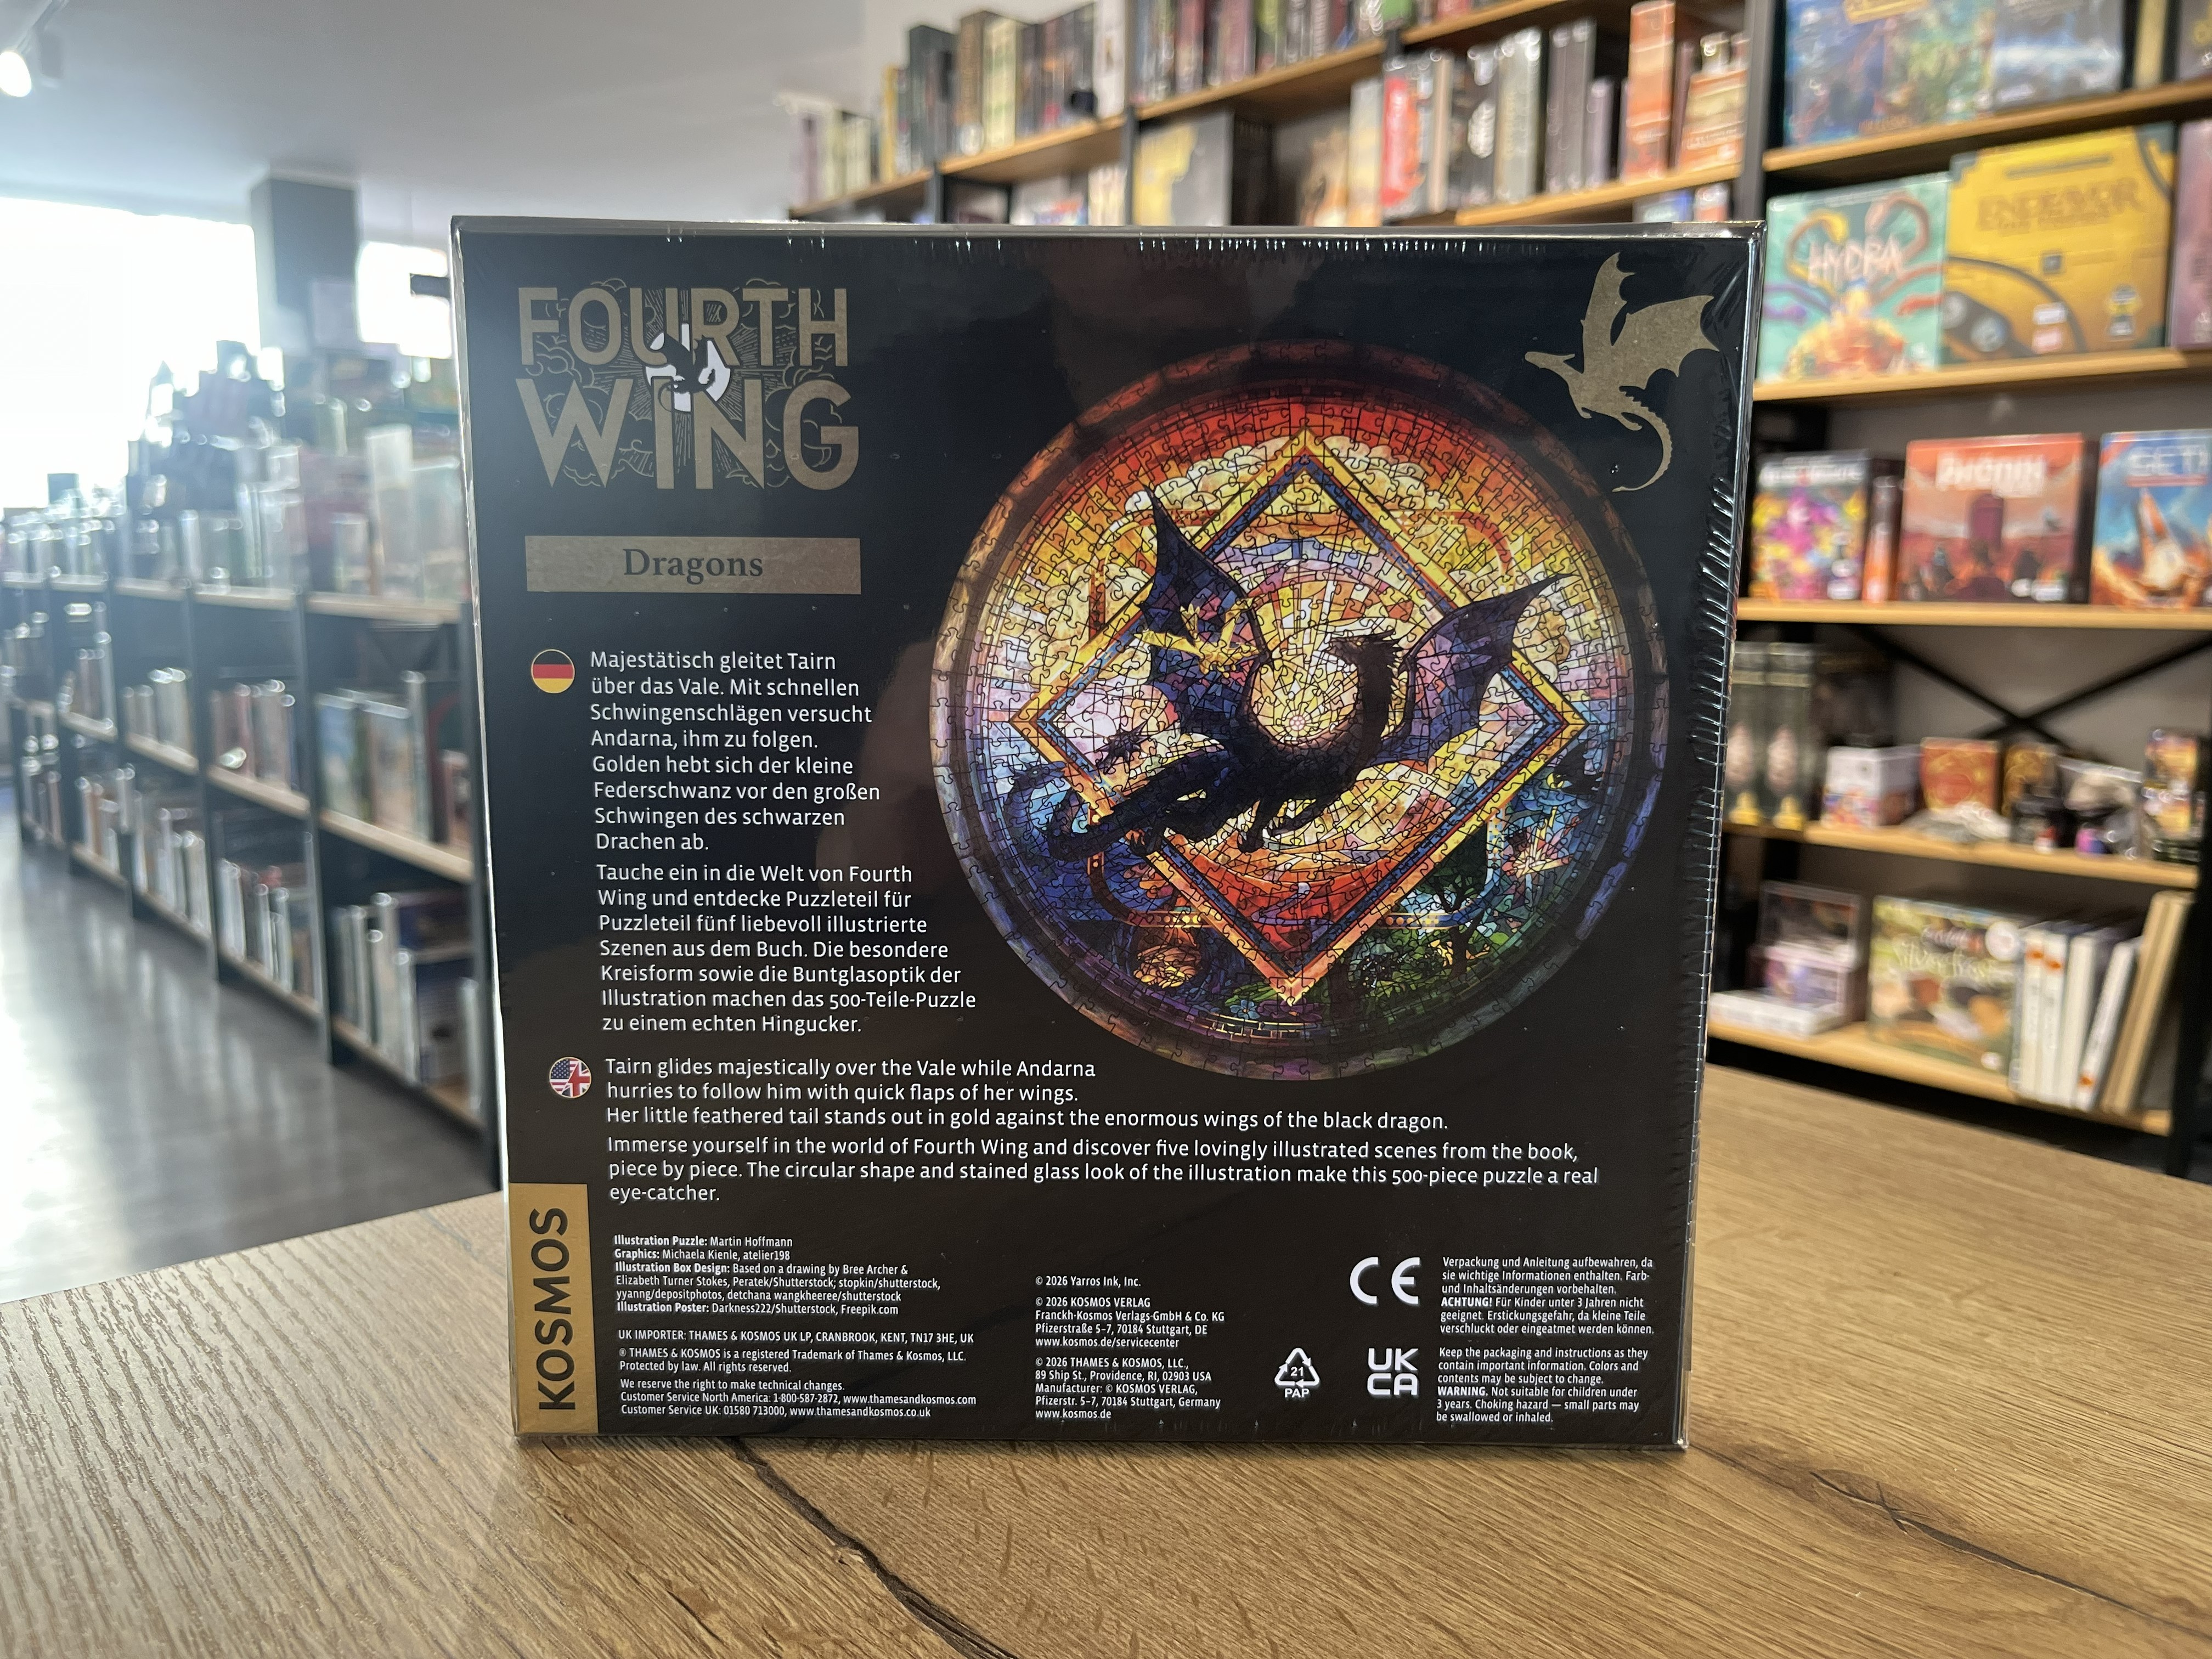 FOURTH
WING
Dragons
Majestätisch gleitet Tairn
über das Vale. Mit schnellen
Schwingenschlägen versucht
Andarna, ihm zu folgen.
Golden hebt sich der kleine
Federschwanz vor den großen
Schwingen des schwarzen
Drachen ab.
Tauche ein in die Welt von Fourth
Wing und entdecke Puzzleteil für
Puzzleteil fünf liebevoll illustrierte
Szenen aus dem Buch. Die besondere
Kreisform sowie die Buntglasoptik der
Illustration machen das 500-Teile-Puzzle
zu einem echten Hingucker.
Tairn glides majestically over the Vale while Andarna
hurries to follow him with quick flaps of her wings.
Her little feathered tail stands out in gold against the enormous wings of the black dragon.
Immerse yourself in the world of Fourth Wing and discover five lovingly illustrated scenes from the book,
piece by piece. The circular shape and stained glass look of the illustration make this 500-piece puzzle a real
eye-catcher.
KOSMOS
Illustration Puzzle: Martin Hoffmann
Graphics: Michaela Kienle, atelier198
Illustration Box Design: Based on a drawing by Bree Archer &
Elizabeth Turner Stokes, Peratek/Shutterstock; stopkin/shutterstock,
yyanng/depositphotos, detchana wangkheeree/shutterstock
Illustration Poster: Darkness222/Shutterstock, Freepik.com
UK IMPORTER: THAMES & KOSMOS UK LP, CRANBROOK, KENT, TN17 3HE, UK
® THAMES & KOSMOS is a registered Trademark of Thames & Kosmos, LLC.
Protected by law. All rights reserved.
We reserve the right to make technical changes.
Customer Service North America: 1-800-587-2872, www.thamesandkosmos.com
Customer Service UK: 01580 713000, www.thamesandkosmos.co.uk
© 2026 Yarros Ink, Inc.
© 2026 KOSMOS VERLAG
Franckh-Kosmos Verlags-GmbH & Co. KG
Pfizerstraße 5–7, 70184 Stuttgart, DE
www.kosmos.de/servicecenter
© 2026 THAMES & KOSMOS, LLC.,
89 Ship St., Providence, RI, 02903 USA
Manufacturer: © KOSMOS VERLAG,
Pfizerstr. 5–7, 70184 Stuttgart, Germany
www.kosmos.de
21
PAP
CE
UK
CA
Verpackung und Anleitung aufbewahren, da
sie wichtige Informationen enthalten. Farb-
und Inhaltsänderungen vorbehalten.
ACHTUNG! Für Kinder unter 3 Jahren nicht
geeignet. Erstickungsgefahr, da kleine Teile
verschluckt oder eingeatmet werden können.
Keep the packaging and instructions as they
contain important information. Colors and
contents may be subject to change.
WARNING. Not suitable for children under
3 years. Choking hazard — small parts may
be swallowed or inhaled.
HYDRA
ENDEAVOR
SETI